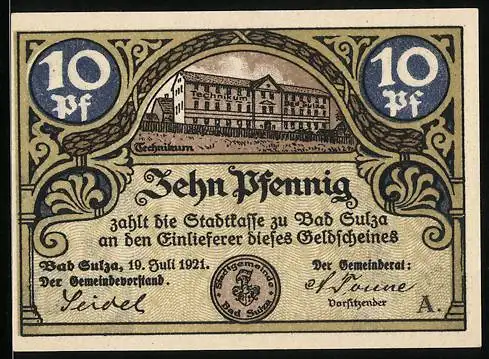 10 Pf
10 Pf
Technikum
Technikum
Zehn Pfennig
zahlt die Stadtkasse zu Bad Sulza
an den Einlieferer dieses Geldscheines
Bad Sulza, 19. Juli 1921.
Der Gemeindevorstand.
Seidel
Stadtgemeinde Bad Sulza
Der Gemeinderat:
Vorsitzender
A.